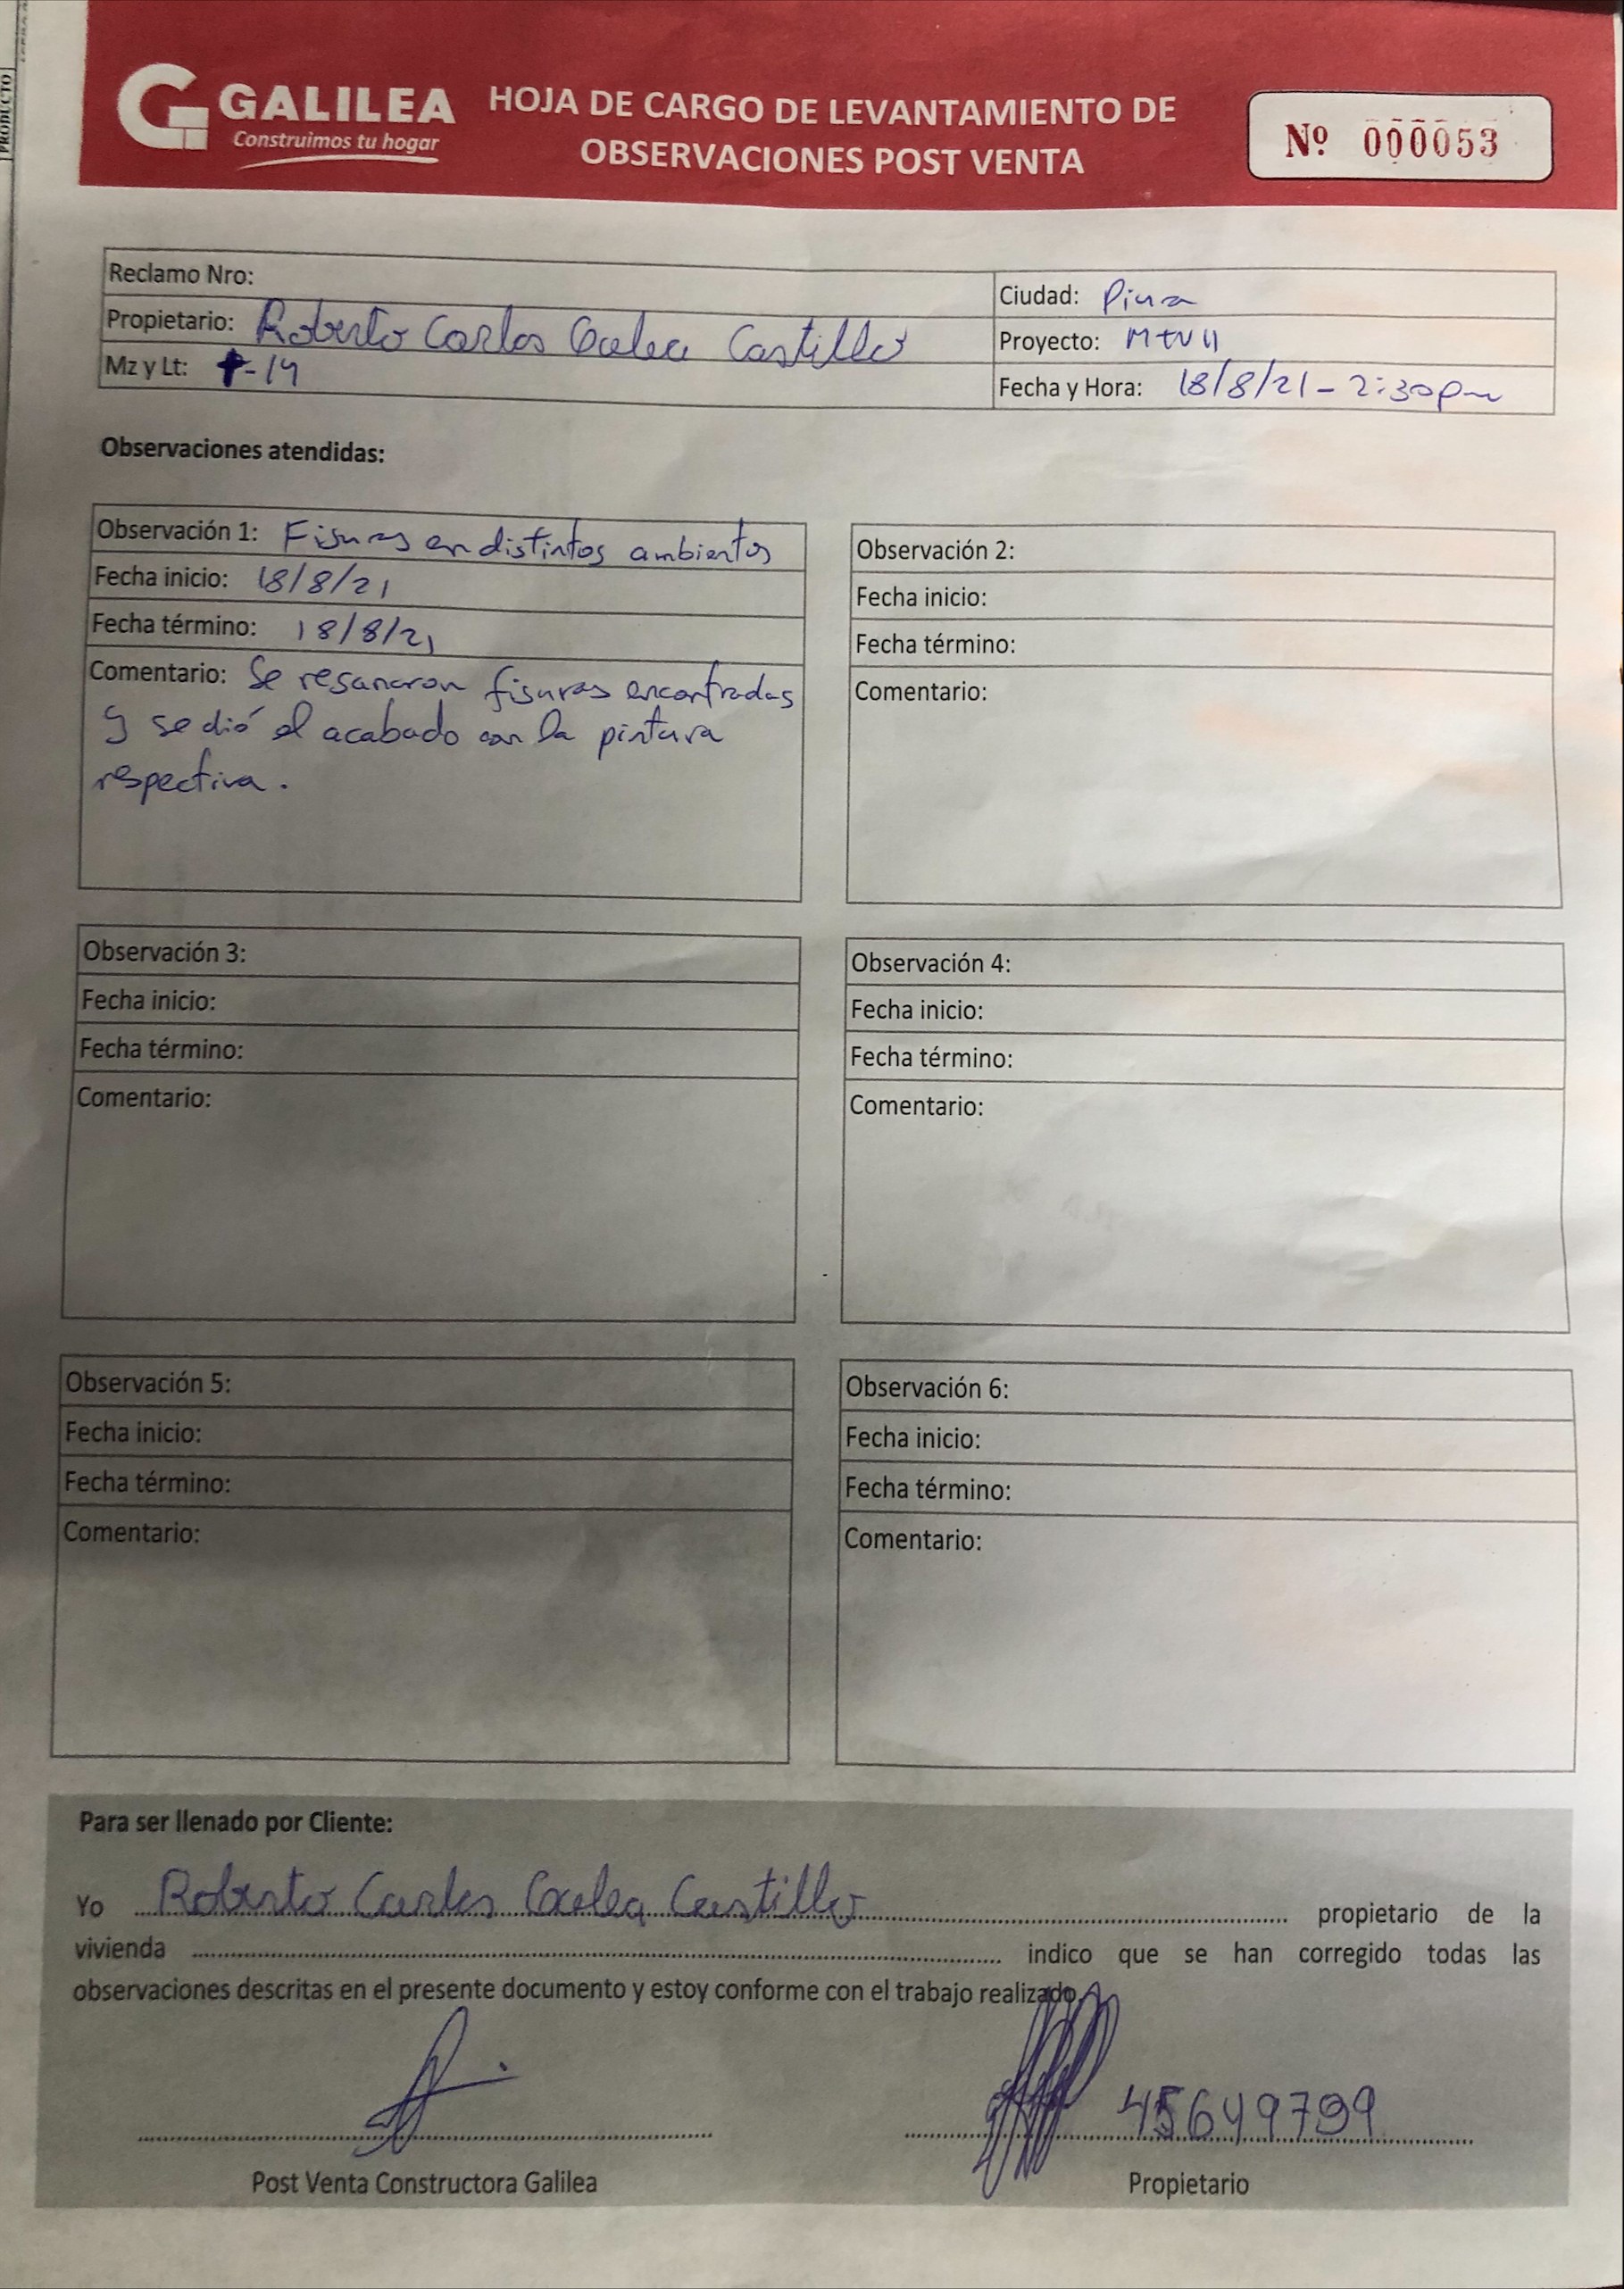 PRODUCTO
GALILEA
Construimos tu hogar
HOJA DE CARGO DE LEVANTAMIENTO DE
OBSERVACIONES POST VENTA
Nº 000053
Reclamo Nro:
Ciudad: Piura
Propietario: Roberto Carlos Castillo
Proyecto: MTV II
Mz y Lt: -14
Fecha y Hora: 18/8/21 - 2:30pm
Observaciones atendidas:
Observación 1: Fisuras en distintos ambientes
Fecha inicio: 18/8/21
Fecha término: 18/8/21
Comentario: Se resanaron fisuras encontradas
y se dió el acabado con la pintura
respectiva.
Observación 2:
Fecha inicio:
Fecha término:
Comentario:
Observación 3:
Fecha inicio:
Fecha término:
Comentario:
Observación 4:
Fecha inicio:
Fecha término:
Comentario:
Observación 5:
Fecha inicio:
Fecha término:
Comentario:
Observación 6:
Fecha inicio:
Fecha término:
Comentario:
Para ser llenado por Cliente:
Yo Roberto Carlos Castillo propietario de la
vivienda indico que se han corregido todas las
observaciones descritas en el presente documento y estoy conforme con el trabajo realizado.
45649799
Post Venta Constructora Galilea
Propietario